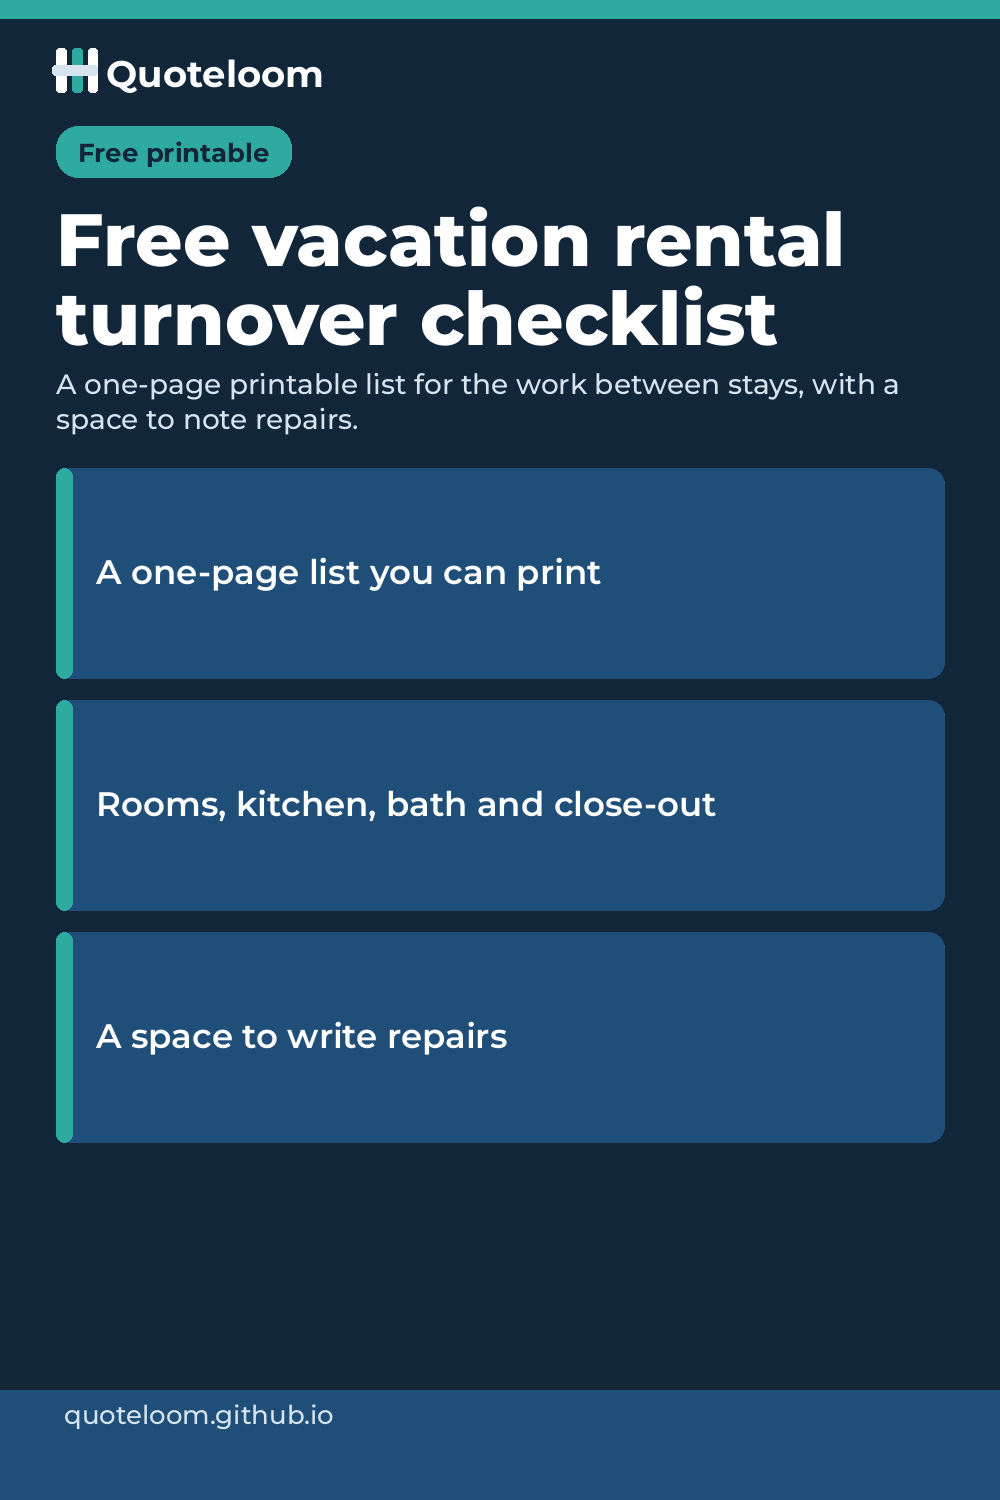 Quoteloom
Free printable
Free vacation rental
turnover checklist
A one-page printable list for the work between stays, with a
space to note repairs.
A one-page list you can print
Rooms, kitchen, bath and close-out
A space to write repairs
quoteloom.github.io